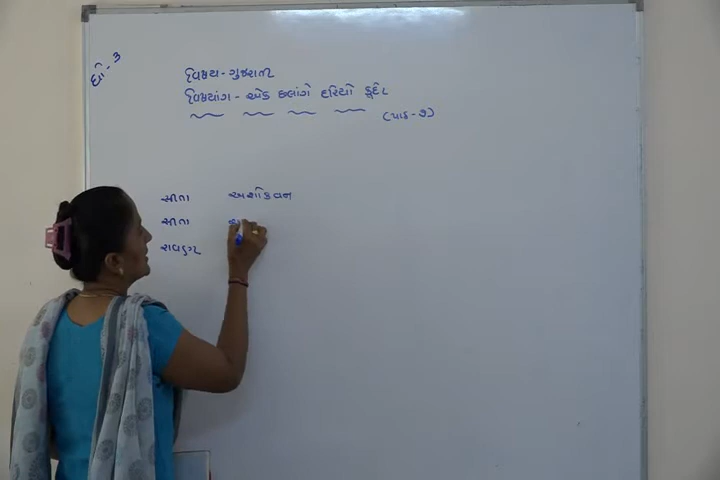 ધો - ૩
વિષય - ગુજરાતી
વિષયાંગ - એક છલાંગે દરિયો કૂદેટ
(પાઠ - ૭)
સીતા અશોકવન
સીતા
રાવણ